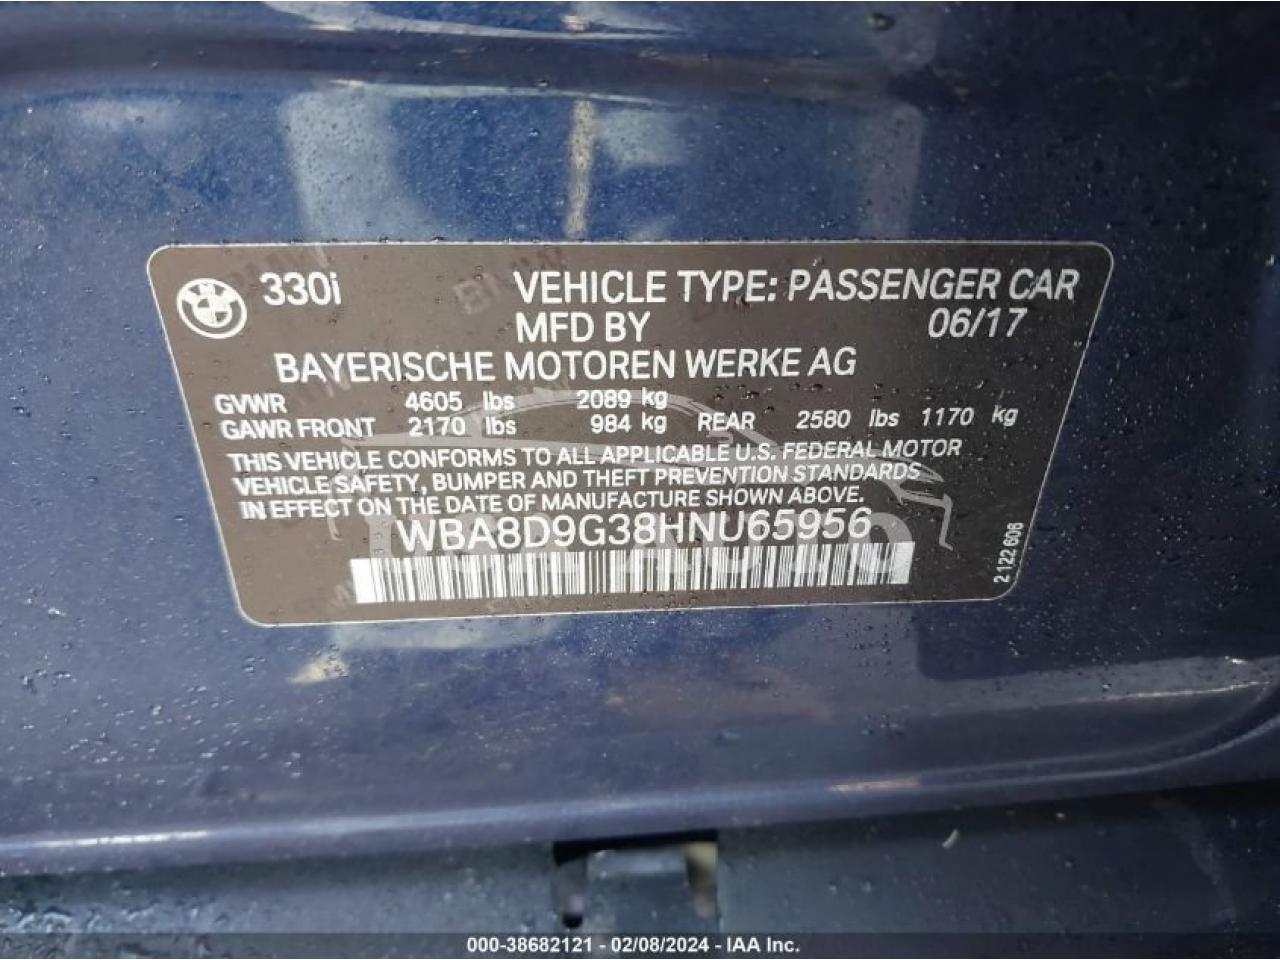 330i VEHICLE TYPE: PASSENGER CAR
MFD BY 06/17
BAYERISCHE MOTOREN WERKE AG
GVWR 4605 lbs 2089 kg
GAWR FRONT 2170 lbs 984 kg REAR 2580 lbs 1170 kg
THIS VEHICLE CONFORMS TO ALL APPLICABLE U.S. FEDERAL MOTOR
VEHICLE SAFETY, BUMPER AND THEFT PREVENTION STANDARDS
IN EFFECT ON THE DATE OF MANUFACTURE SHOWN ABOVE.
WBA8D9G38HNU65956
2122606
000-38682121 - 02/08/2024 - IAA Inc.